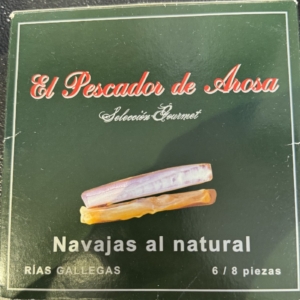 El Pescador de Arosa
Selección Gourmet
Navajas al natural
RÍAS GALLEGAS 6 / 8 piezas